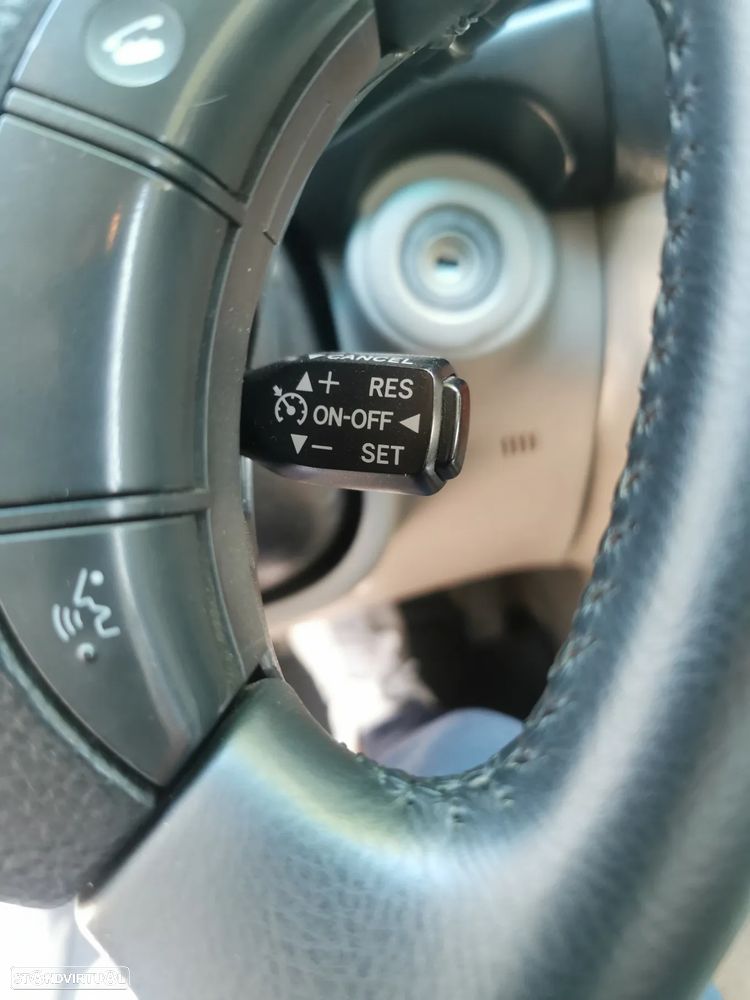 CANCEL
+ RES
ON-OFF
− SET
STANDVIRTUAL